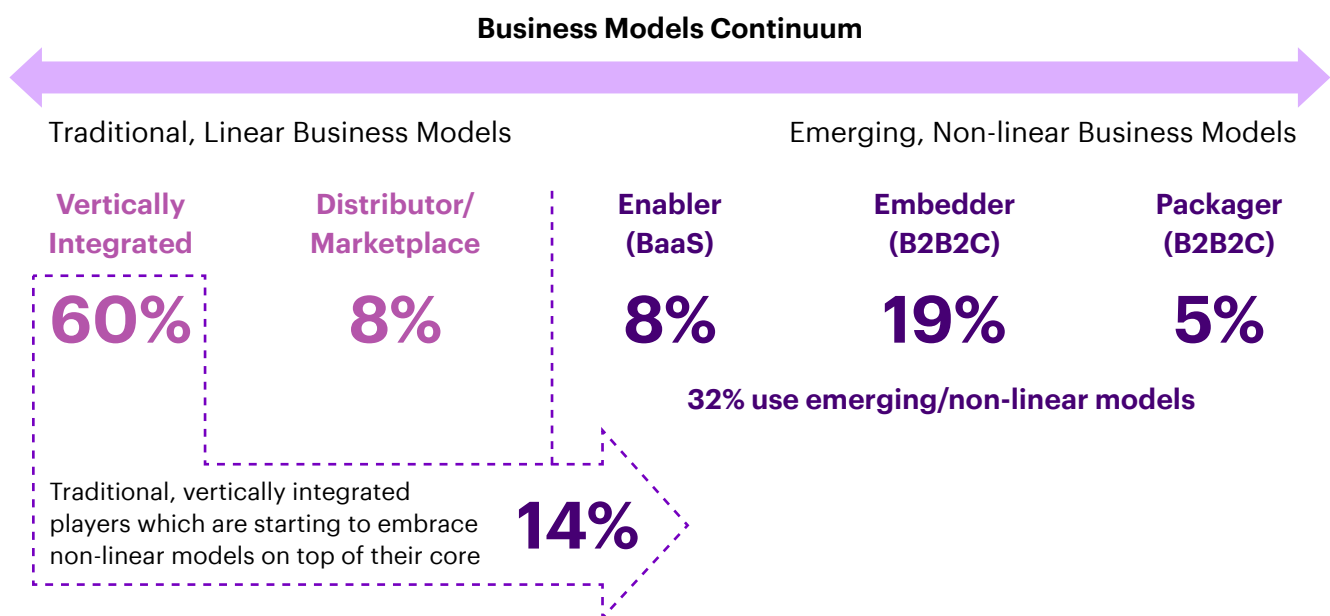 Business Models Continuum
Traditional, Linear Business Models
Emerging, Non-linear Business Models
Vertically
Integrated
60%
Distributor/
Marketplace
8%
Enabler
(BaaS)
8%
Embedder
(B2B2C)
19%
Packager
(B2B2C)
5%
32% use emerging/non-linear models
Traditional, vertically integrated
players which are starting to embrace
non-linear models on top of their core
14%